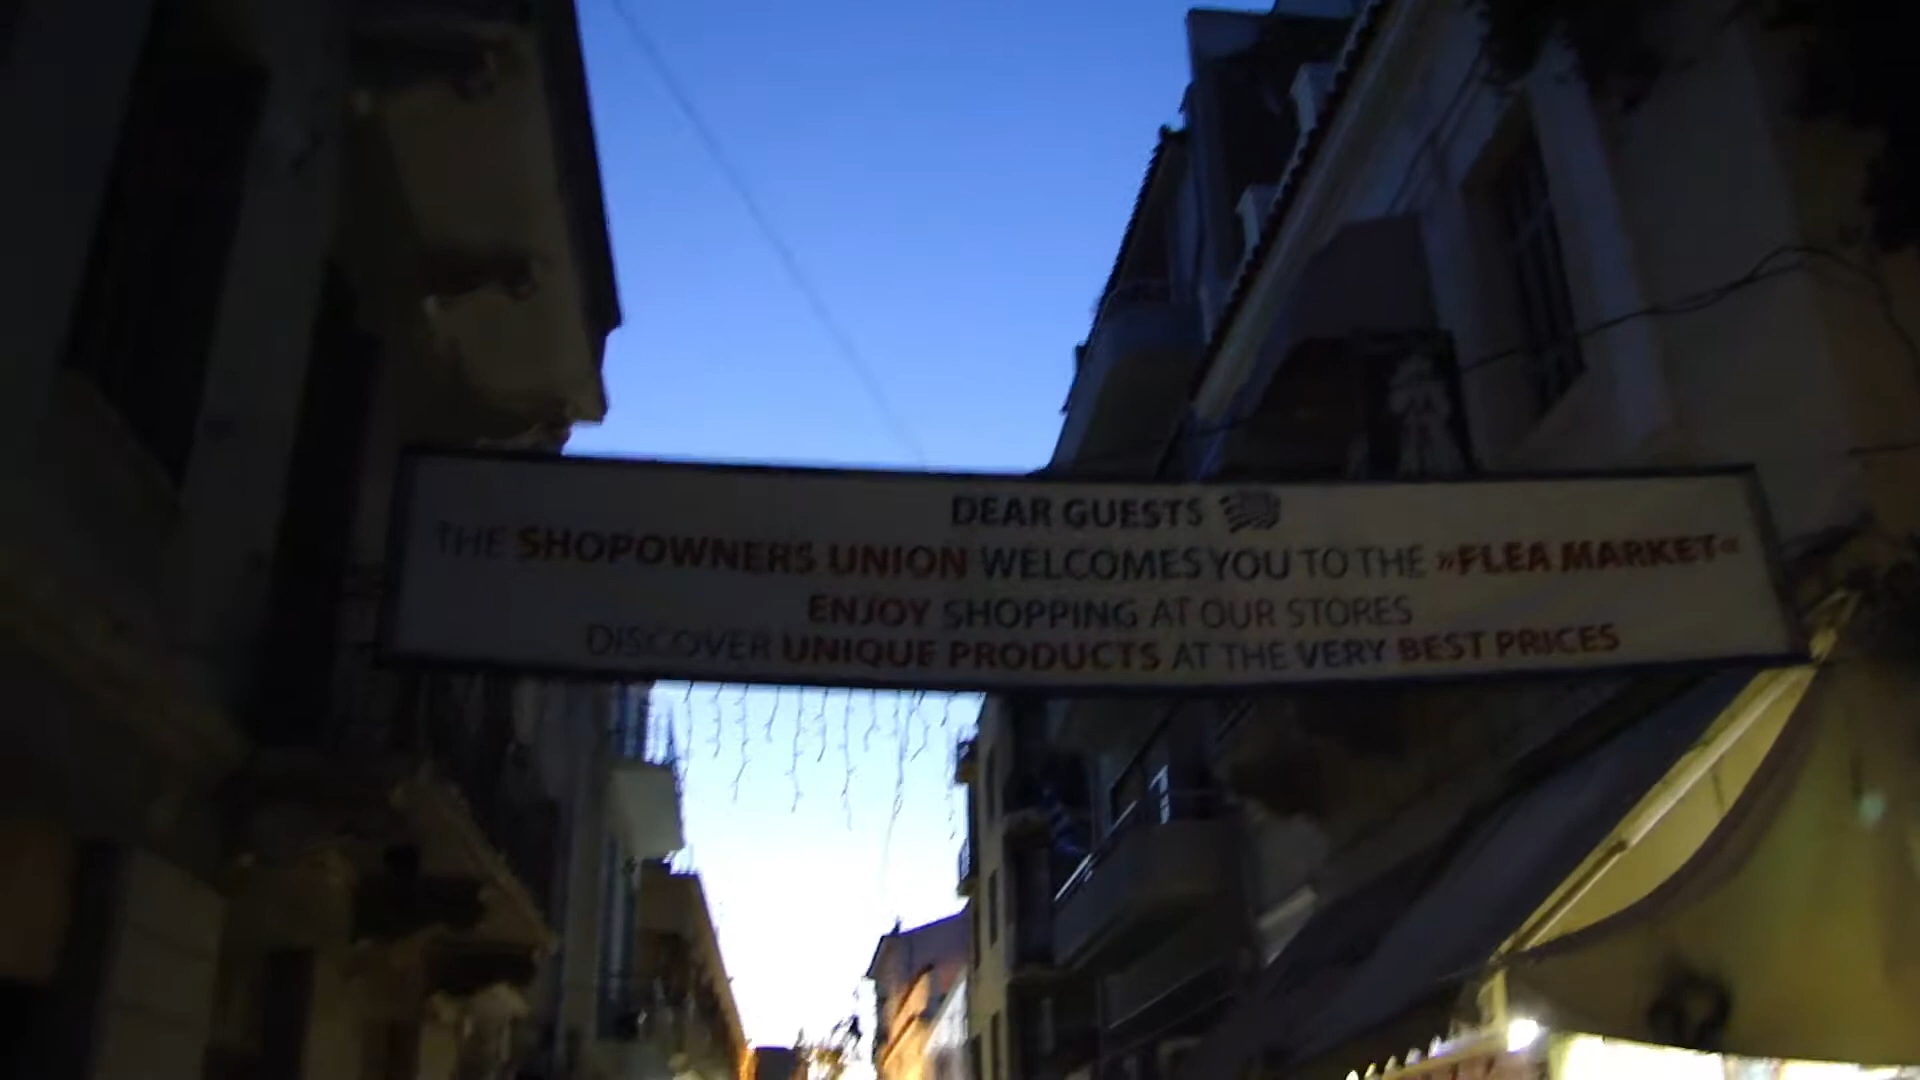 DEAR GUESTS
THE SHOPOWNERS UNION WELCOMES YOU TO THE »FLEA MARKET«
ENJOY SHOPPING AT OUR STORES
DISCOVER UNIQUE PRODUCTS AT THE VERY BEST PRICES